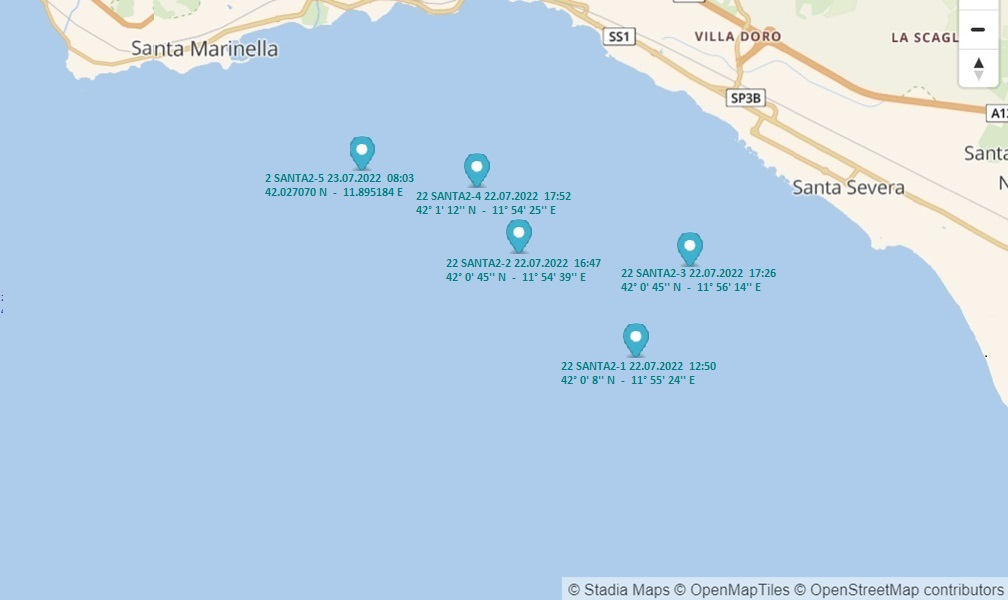 SS1
VILLA DORO
LA SCAGL
Santa Marinella
SP3B
A1
Santa
N
Santa Severa
2 SANTA2-5 23.07.2022 08:03
42.027070 N - 11.895184 E
22 SANTA2-4 22.07.2022 17:52
42° 1' 12'' N - 11° 54' 25'' E
22 SANTA2-2 22.07.2022 16:47
42° 0' 45'' N - 11° 54' 39'' E
22 SANTA2-3 22.07.2022 17:26
42° 0' 45'' N - 11° 56' 14'' E
22 SANTA2-1 22.07.2022 12:50
42° 0' 8'' N - 11° 55' 24'' E
© Stadia Maps © OpenMapTiles © OpenStreetMap contributors